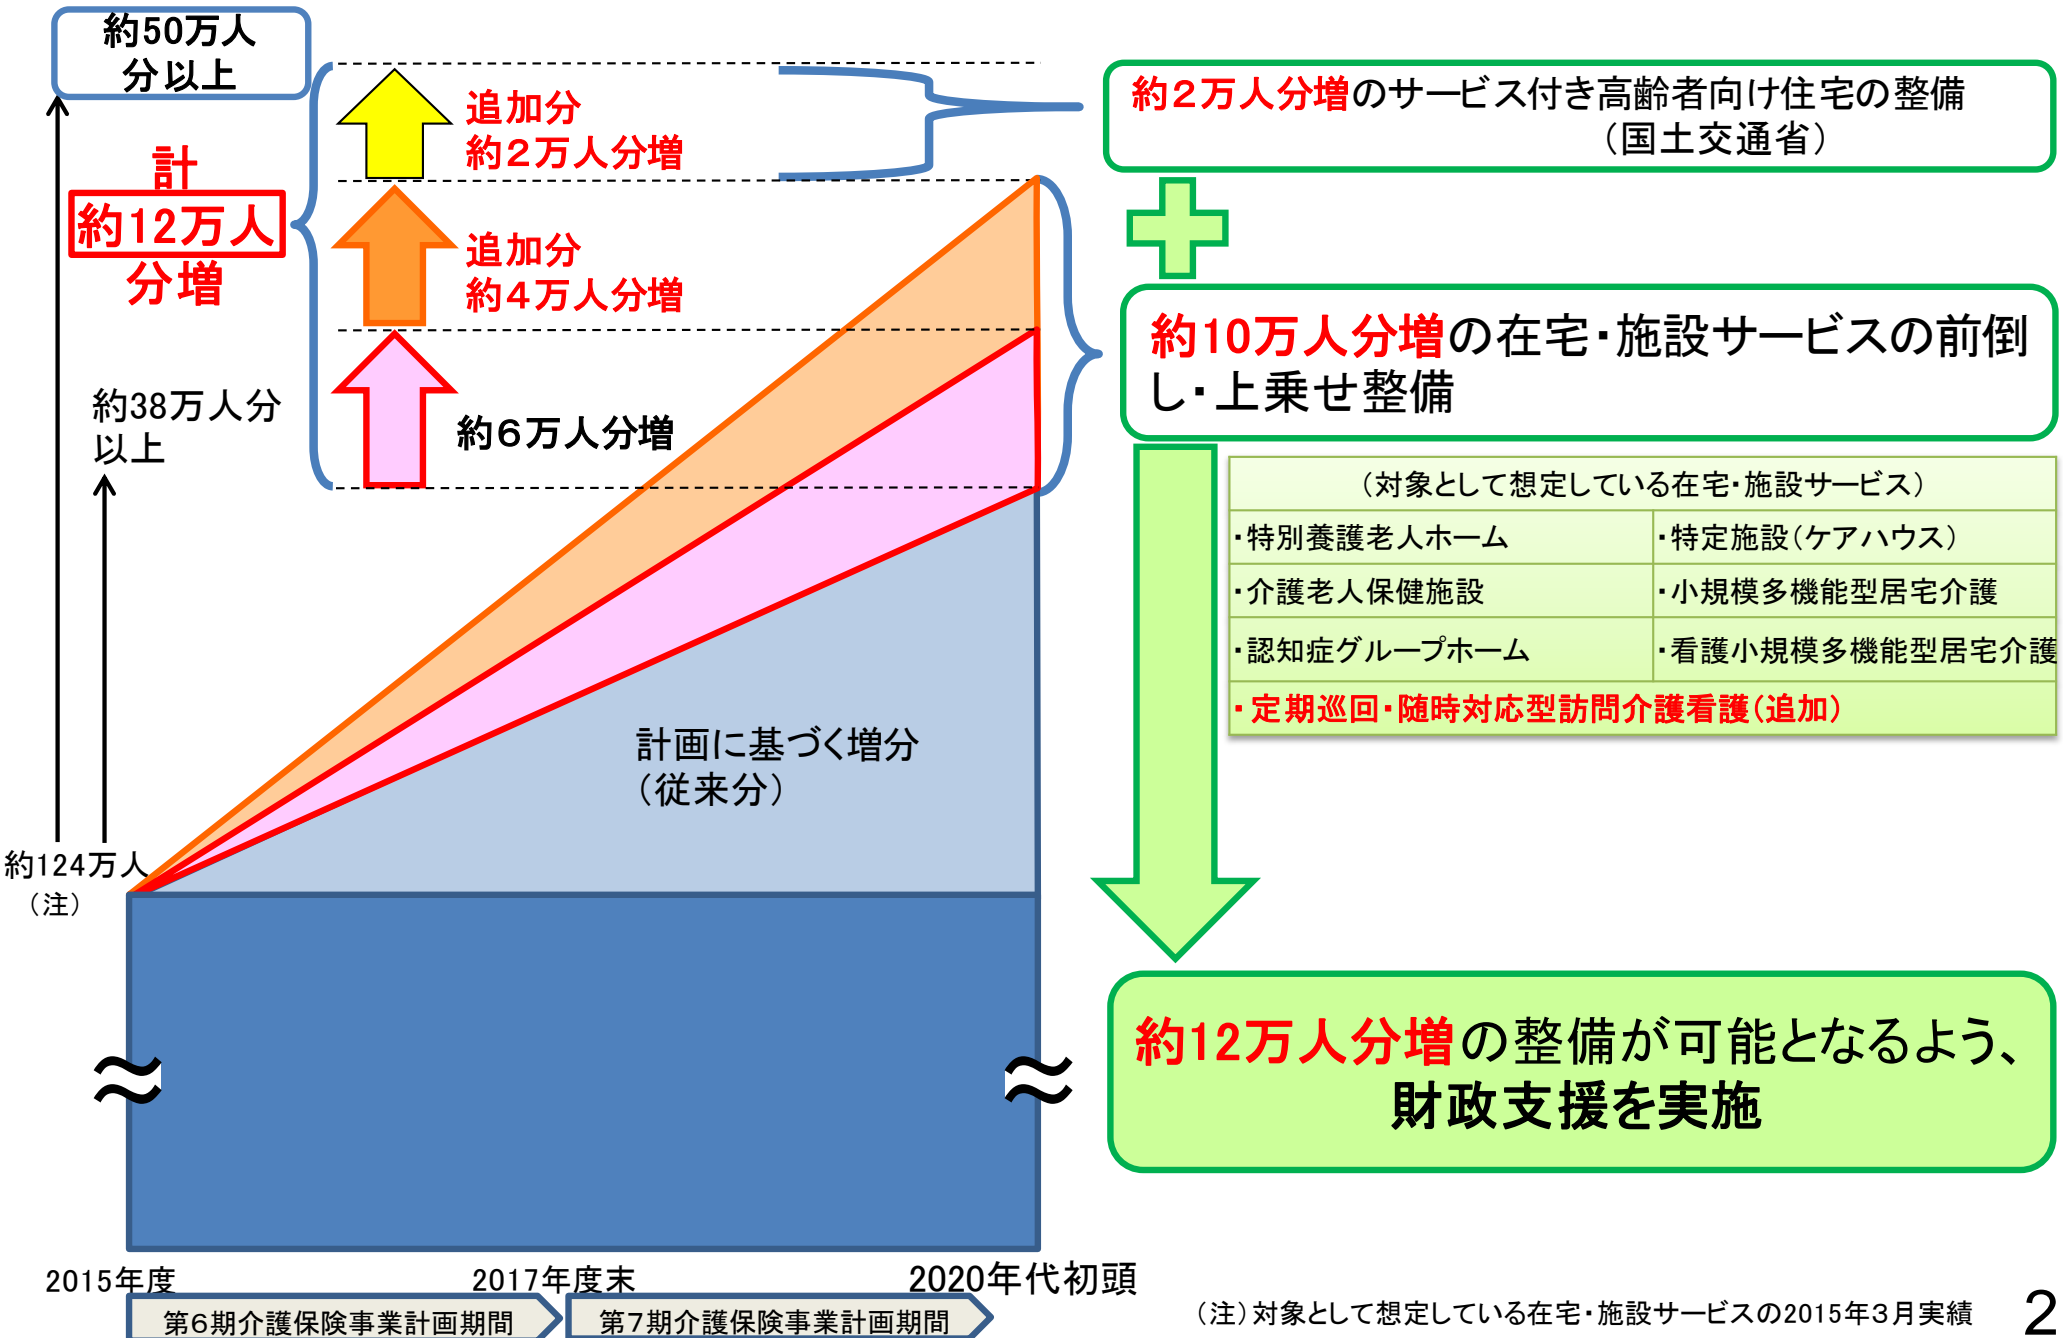 約50万人
分以上
計
約12万人
分増
追加分
約２万人分増
追加分
約４万人分増
約６万人分増
約38万人分
以上
約124万人
（注）
計画に基づく増分
（従来分）
約２万人分増のサービス付き高齢者向け住宅の整備
（国土交通省）
約10万人分増の在宅・施設サービスの前倒
し・上乗せ整備
（対象として想定している在宅・施設サービス）
・特別養護老人ホーム
・特定施設（ケアハウス）
・介護老人保健施設
・小規模多機能型居宅介護
・認知症グループホーム
・看護小規模多機能型居宅介護
・定期巡回・随時対応型訪問介護看護（追加）
約12万人分増の整備が可能となるよう、
財政支援を実施
2015年度
2017年度末
2020年代初頭
第６期介護保険事業計画期間
第７期介護保険事業計画期間
（注）対象として想定している在宅・施設サービスの2015年３月実績
2